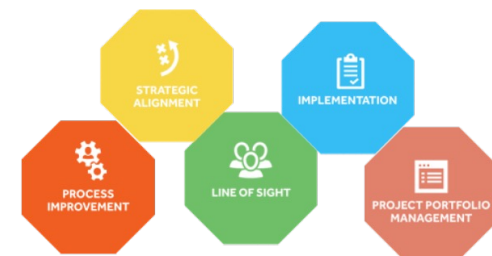 STRATEGIC
ALIGNMENT
IMPLEMENTATION
PROCESS
IMPROVEMENT
LINE OF SIGHT
PROJECT PORTFOLIO
MANAGEMENT